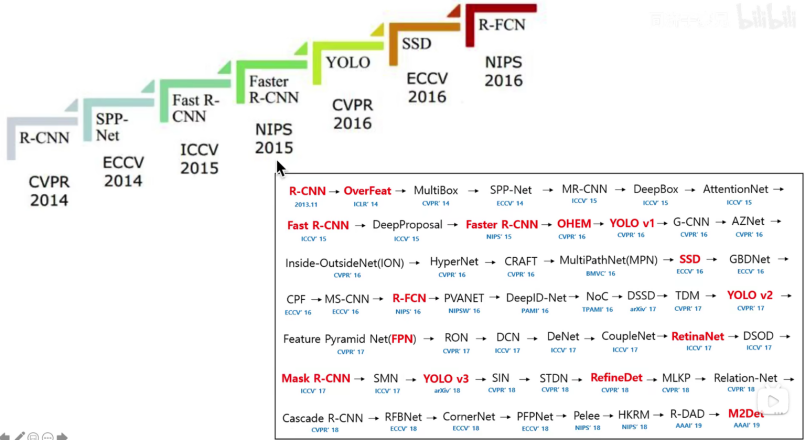 bilibili
R-FCN
NIPS
2016
SSD
ECCV
2016
YOLO
CVPR
2016
Faster
R-CNN
NIPS
2015
Fast R-
CNN
ICCV
2015
SPP-
Net
ECCV
2014
R-CNN
CVPR
2014
R-CNN → OverFeat → MultiBox → SPP-Net → MR-CNN → DeepBox → AttentionNet →
2013.11 ICLR' 14 CVPR' 14 ECCV' 14 ICCV' 15 ICCV' 15 ICCV' 15
Fast R-CNN → DeepProposal → Faster R-CNN → OHEM → YOLO v1 → G-CNN → AZNet →
ICCV' 15 ICCV' 15 NIPS' 15 CVPR' 16 CVPR' 16 CVPR' 16 CVPR' 16
Inside-OutsideNet(ION) → HyperNet → CRAFT → MultiPathNet(MPN) → SSD → GBDNet →
CVPR' 16 CVPR' 16 CVPR' 16 BMVC' 16 ECCV' 16 ECCV' 16
CPF → MS-CNN → R-FCN → PVANET → DeepID-Net → NoC → DSSD → TDM → YOLO v2 →
ECCV' 16 ECCV' 16 NIPS' 16 NIPSW' 16 PAMI' 16 TPAMI' 16 arXiv' 17 CVPR' 17 CVPR' 17
Feature Pyramid Net(FPN) → RON → DCN → DeNet → CoupleNet → RetinaNet → DSOD →
CVPR' 17 CVPR' 17 ICCV' 17 ICCV' 17 ICCV' 17 ICCV' 17 ICCV' 17
Mask R-CNN → SMN → YOLO v3 → SIN → STDN → RefineDet → MLKP → Relation-Net →
ICCV' 17 ICCV' 17 arXiv' 18 CVPR' 18 CVPR' 18 CVPR' 18 CVPR' 18 CVPR' 18
Cascade R-CNN → RFBNet → CornerNet → PFPNet → Pelee → HKRM → R-DAD → M2Det
CVPR' 18 ECCV' 18 ECCV' 18 ECCV' 18 NIPS' 18 NIPS' 18 AAAI' 19 AAAI' 19